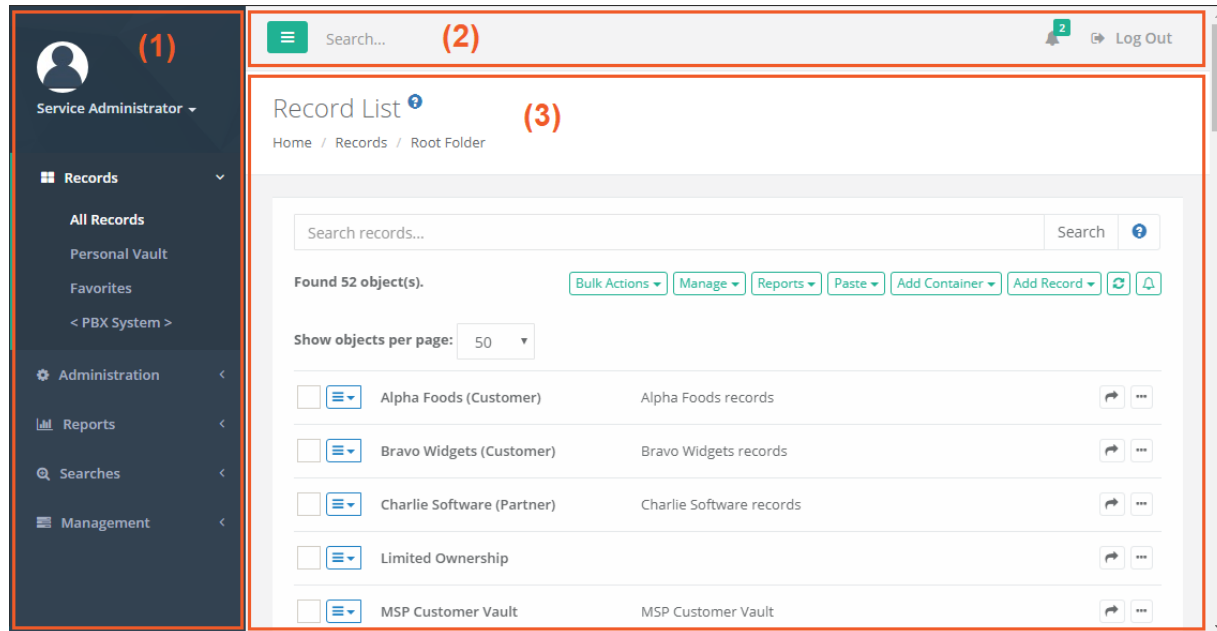 (1)
Service Administrator
Records
All Records
Personal Vault
Favorites
< PBX System >
Administration
Reports
Searches
Management
Search... (2) 2 Log Out
Record List ? (3)
Home / Records / Root Folder
Search records... Search ?
Found 52 object(s). Bulk Actions Manage Reports Paste Add Container Add Record
Show objects per page: 50
Alpha Foods (Customer) Alpha Foods records
Bravo Widgets (Customer) Bravo Widgets records
Charlie Software (Partner) Charlie Software records
Limited Ownership
MSP Customer Vault MSP Customer Vault